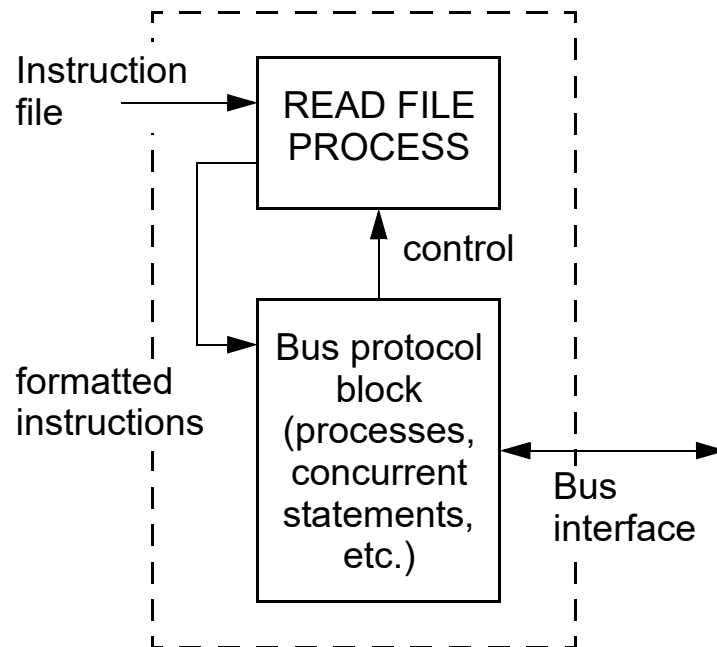 Instruction
file
READ FILE
PROCESS
control
formatted
instructions
Bus protocol
block
(processes,
concurrent
statements,
etc.)
Bus
interface